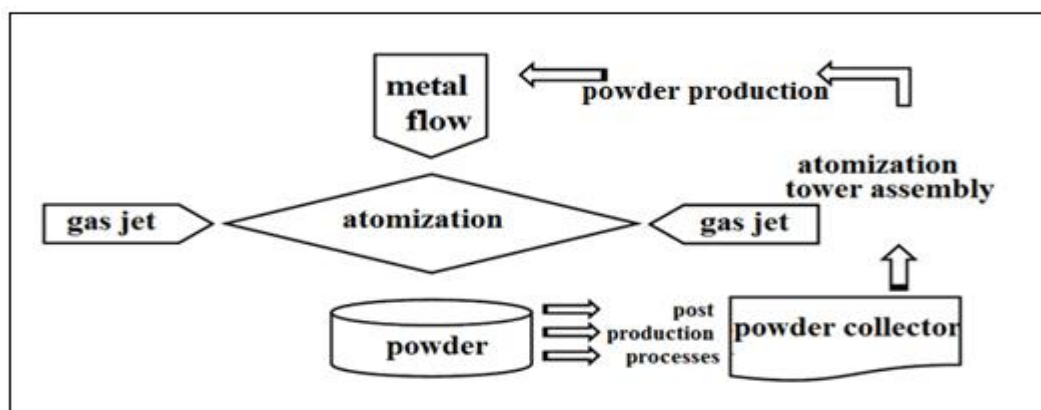 metal
flow
powder production
atomization
tower assembly
gas jet
atomization
gas jet
powder
post
production
processes
powder collector